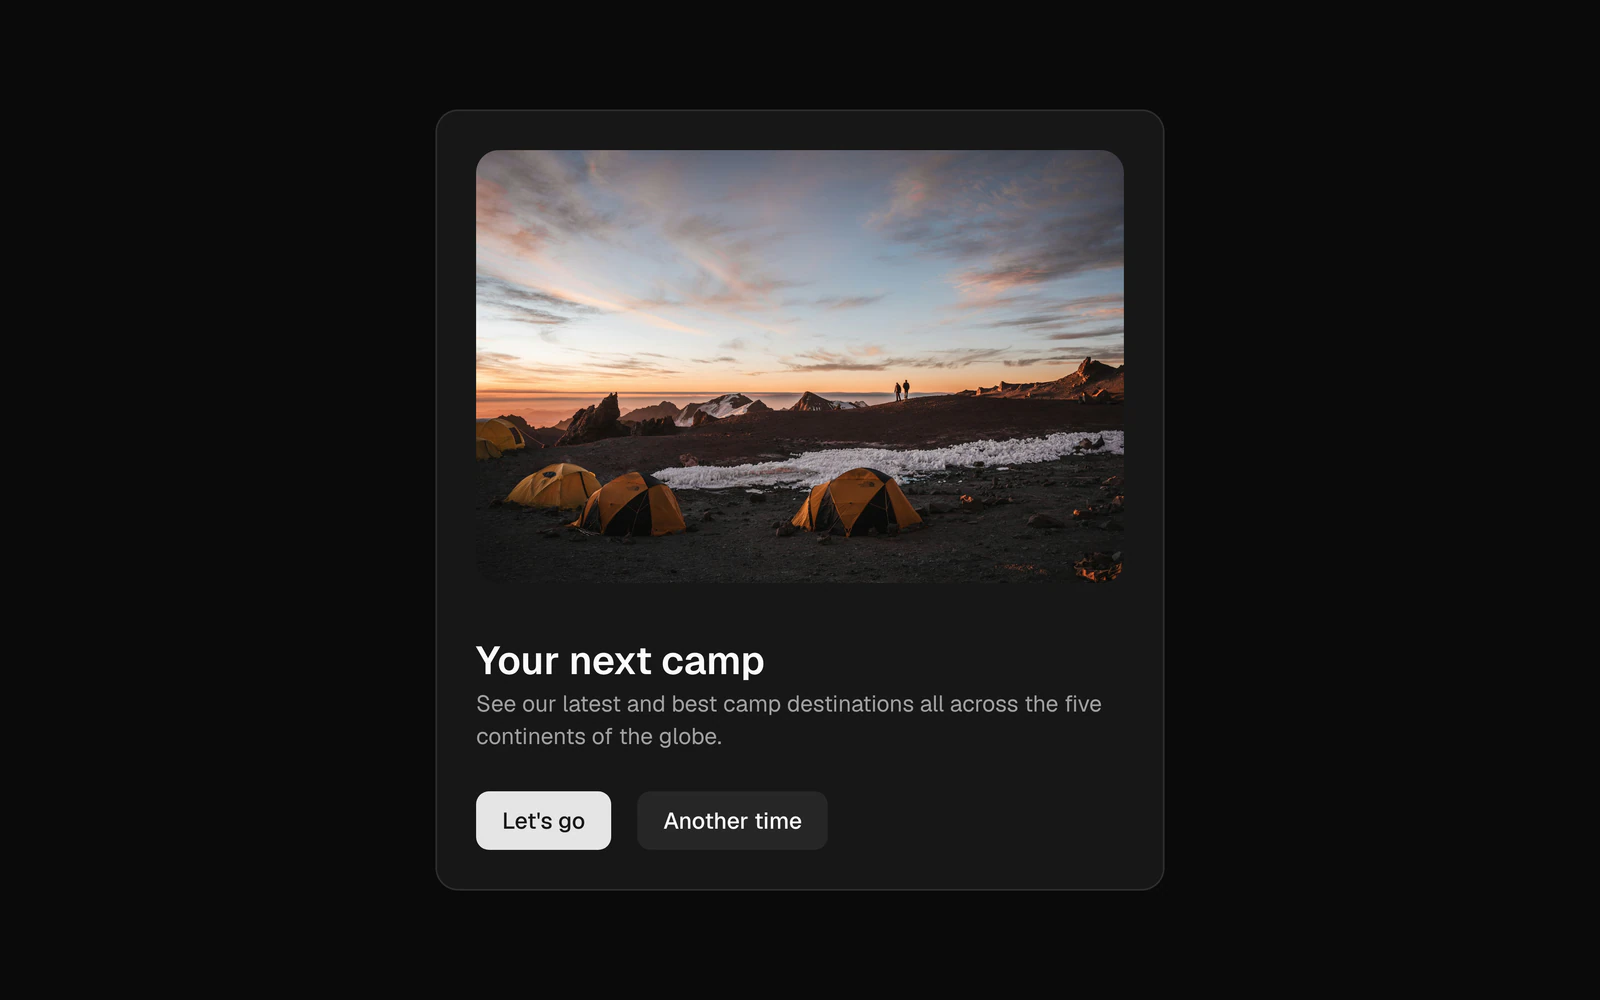 Your next camp
See our latest and best camp destinations all across the five
continents of the globe.
Let's go
Another time